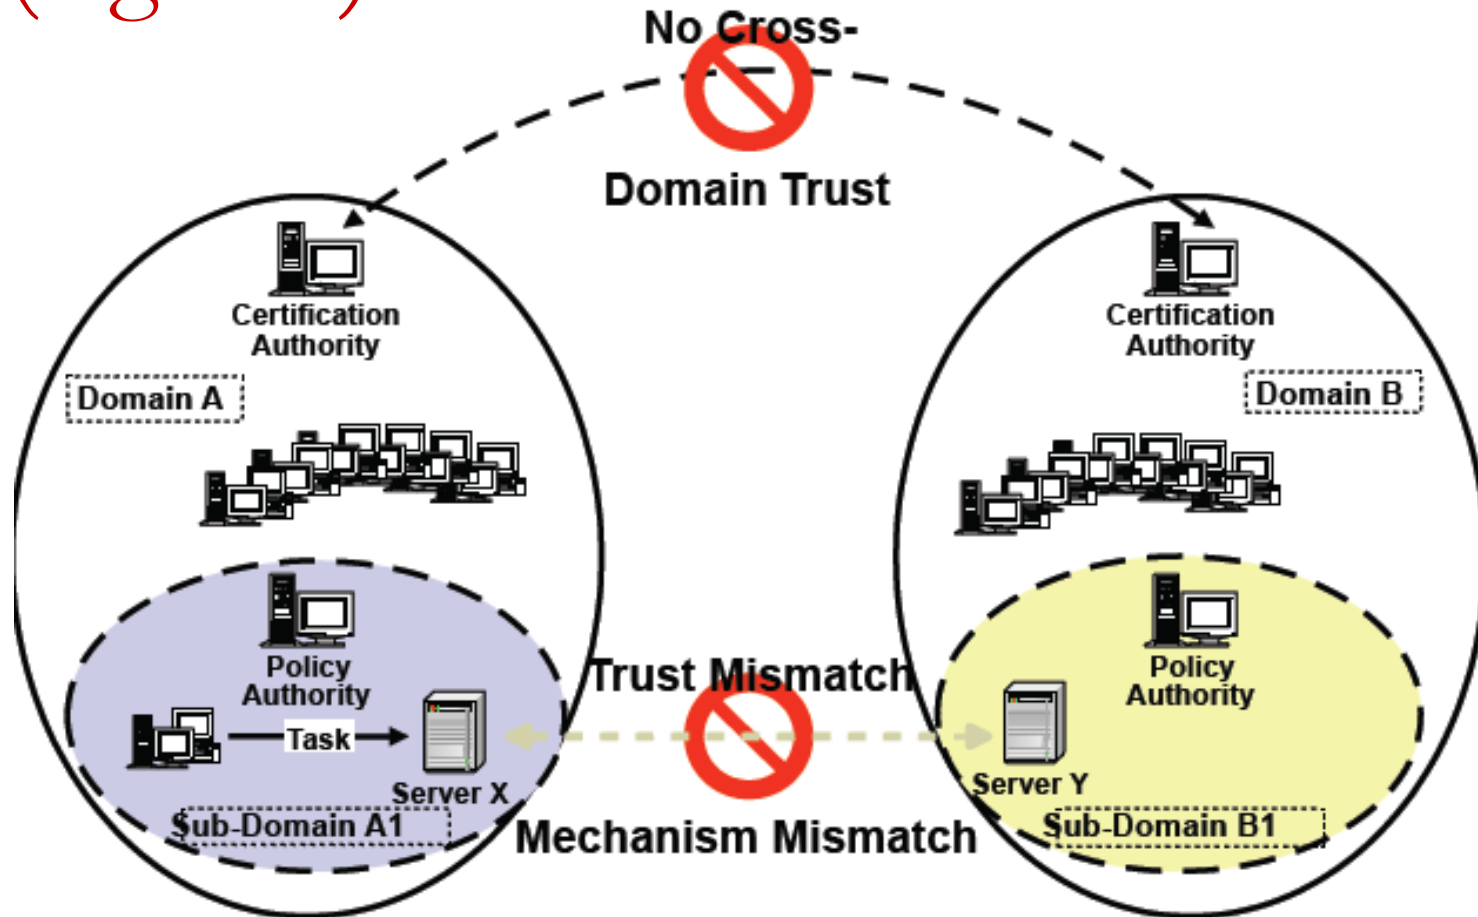 No Cross-
Domain Trust
Certification
Authority
Domain A
Certification
Authority
Domain B
Policy
Authority
Task
Server X
Sub-Domain A1
Trust Mismatch
Mechanism Mismatch
Policy
Authority
Server Y
Sub-Domain B1